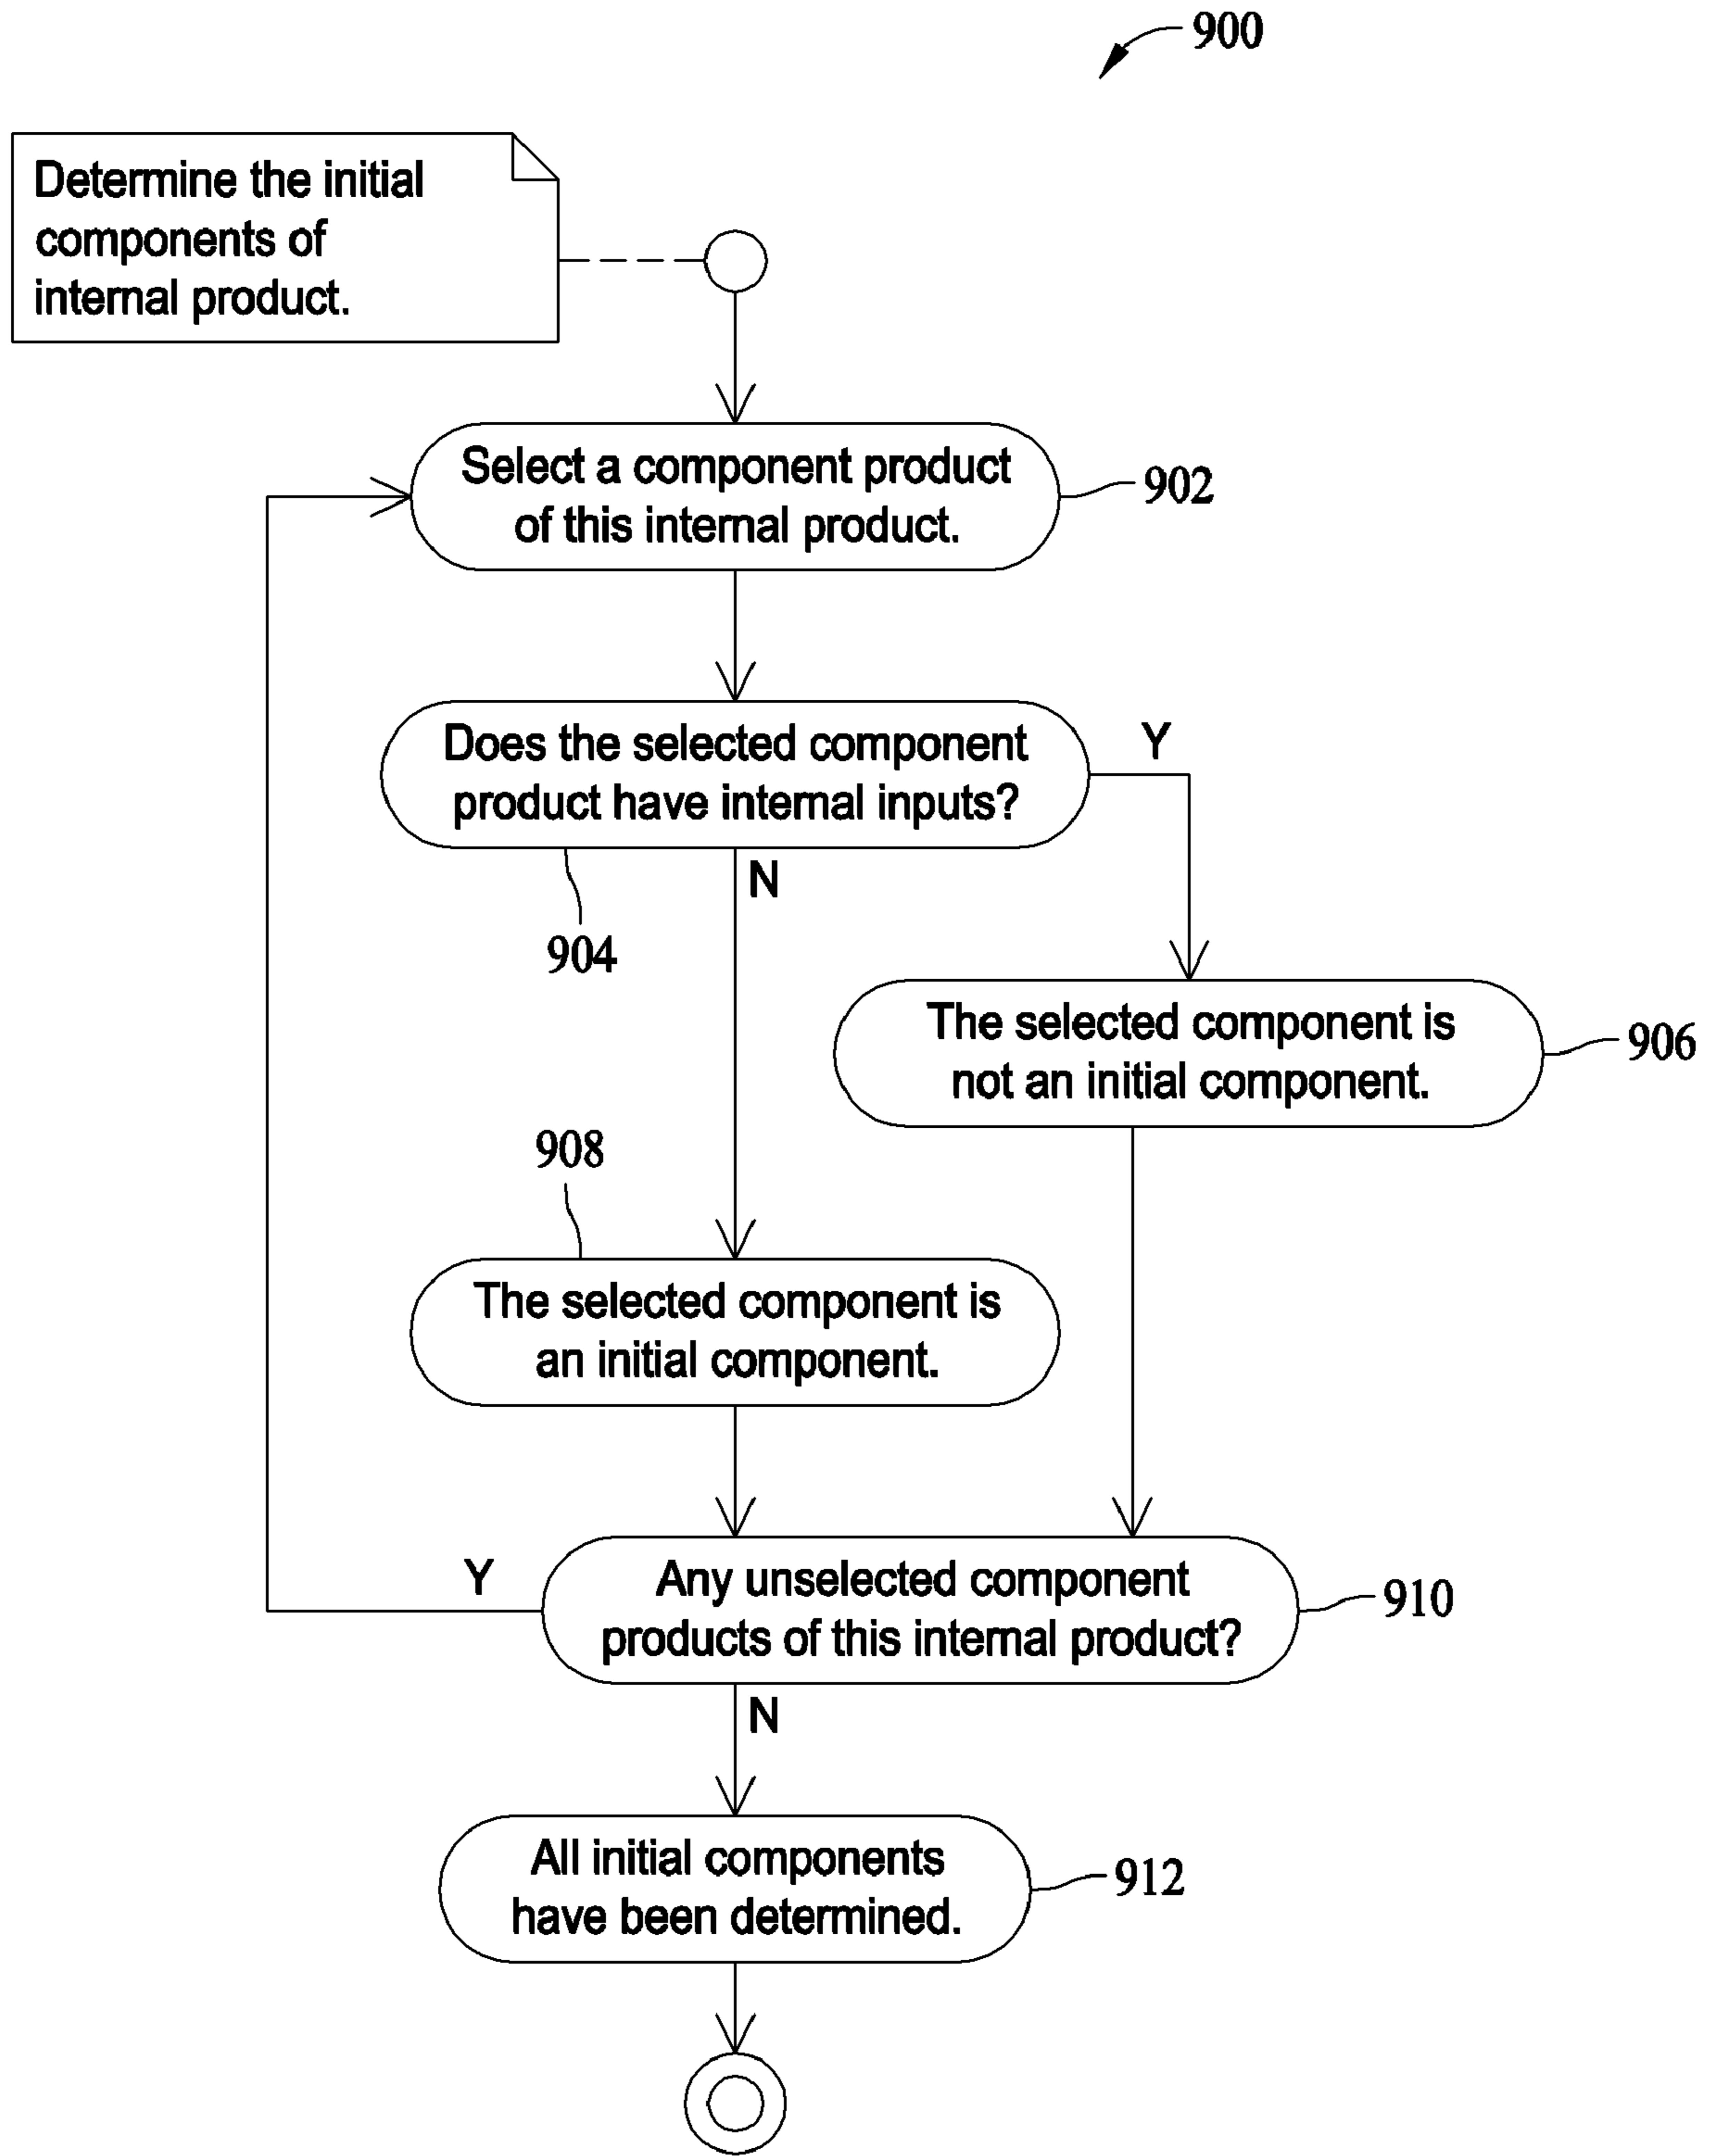 900
Determine the initial
components of
internal product.
Select a component product
of this internal product.
902
Does the selected component
product have internal inputs?
Y
N
904
The selected component is
not an initial component.
906
908
The selected component is
an initial component.
Y
Any unselected component
products of this internal product?
910
N
All initial components
have been determined.
912